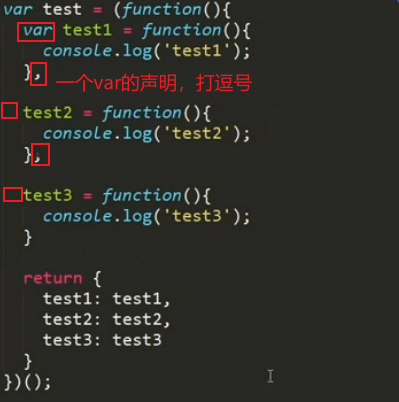 var test = (function(){
var test1 = function(){
console.log('test1');
}, 一个var的声明，打逗号
test2 = function(){
console.log('test2');
},
test3 = function(){
console.log('test3');
}
return {
test1: test1,
test2: test2,
test3: test3
}
})();